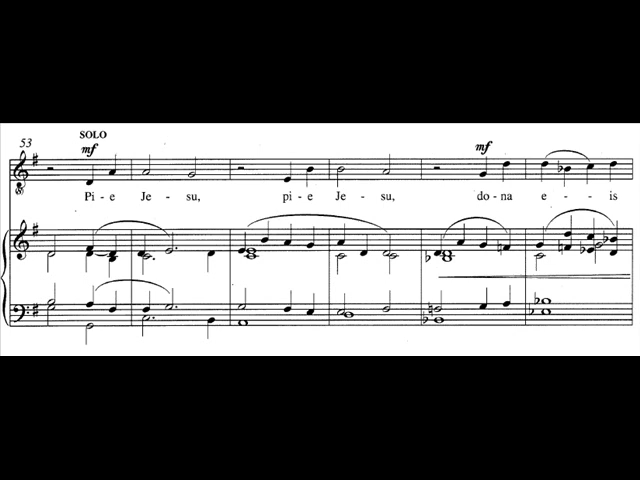 53
SOLO
mf
mf
Pi - e Je - su, pi - e Je - su, do - na e - - is